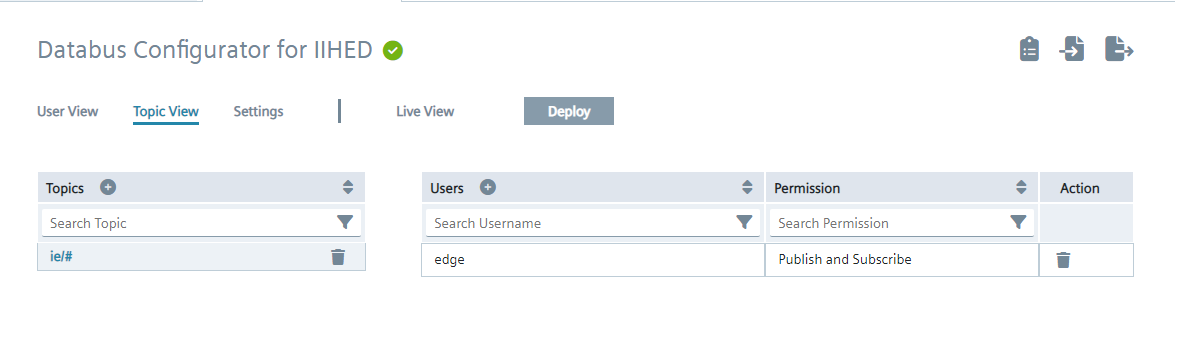 Databus Configurator for IIHED
User View Topic View Settings Live View Deploy
Topics Users Permission Action
Search Topic Search Username Search Permission
ie/# edge Publish and Subscribe